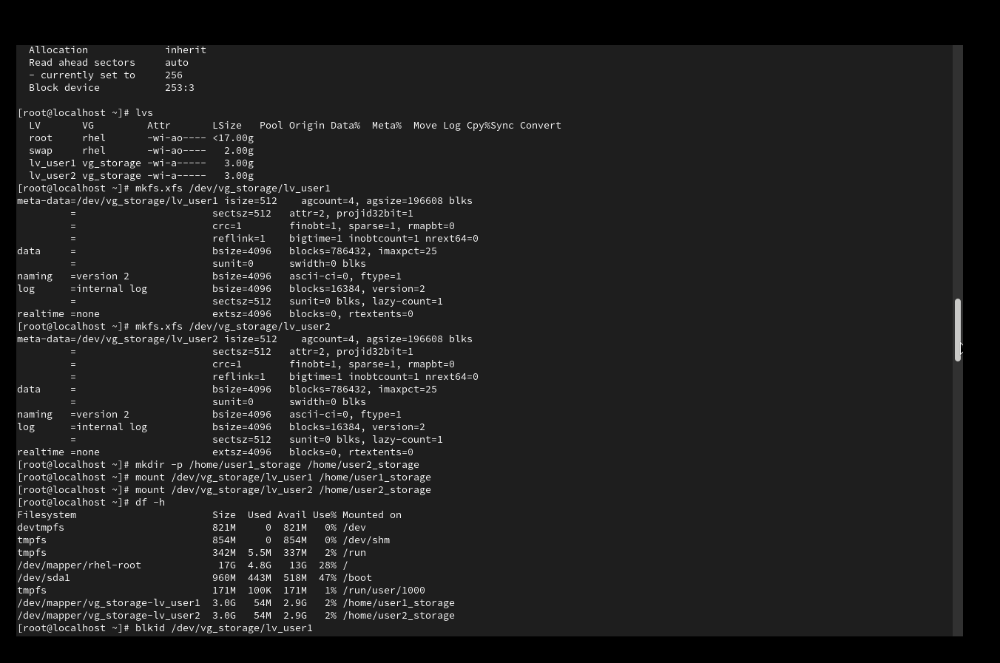 Allocation             inherit
  Read ahead sectors     auto
  - currently set to     256
  Block device           253:3

[root@localhost ~]# lvs
  LV       VG         Attr       LSize   Pool Origin Data%  Meta%  Move Log Cpy%Sync Convert
  root     rhel       -wi-ao---- <17.00g
  swap     rhel       -wi-ao----   2.00g
  lv_user1 vg_storage -wi-a-----   3.00g
  lv_user2 vg_storage -wi-a-----   3.00g
[root@localhost ~]# mkfs.xfs /dev/vg_storage/lv_user1
meta-data=/dev/vg_storage/lv_user1 isize=512    agcount=4, agsize=196608 blks
         =                       sectsz=512   attr=2, projid32bit=1
         =                       crc=1        finobt=1, sparse=1, rmapbt=0
         =                       reflink=1    bigtime=1 inobtcount=1 nrext64=0
data     =                       bsize=4096   blocks=786432, imaxpct=25
         =                       sunit=0      swidth=0 blks
naming   =version 2              bsize=4096   ascii-ci=0, ftype=1
log      =internal log           bsize=4096   blocks=16384, version=2
         =                       sectsz=512   sunit=0 blks, lazy-count=1
realtime =none                   extsz=4096   blocks=0, rtextents=0
[root@localhost ~]# mkfs.xfs /dev/vg_storage/lv_user2
meta-data=/dev/vg_storage/lv_user2 isize=512    agcount=4, agsize=196608 blks
         =                       sectsz=512   attr=2, projid32bit=1
         =                       crc=1        finobt=1, sparse=1, rmapbt=0
         =                       reflink=1    bigtime=1 inobtcount=1 nrext64=0
data     =                       bsize=4096   blocks=786432, imaxpct=25
         =                       sunit=0      swidth=0 blks
naming   =version 2              bsize=4096   ascii-ci=0, ftype=1
log      =internal log           bsize=4096   blocks=16384, version=2
         =                       sectsz=512   sunit=0 blks, lazy-count=1
realtime =none                   extsz=4096   blocks=0, rtextents=0
[root@localhost ~]# mkdir -p /home/user1_storage /home/user2_storage
[root@localhost ~]# mount /dev/vg_storage/lv_user1 /home/user1_storage
[root@localhost ~]# mount /dev/vg_storage/lv_user2 /home/user2_storage
[root@localhost ~]# df -h
Filesystem                       Size  Used Avail Use% Mounted on
devtmpfs                         821M     0  821M   0% /dev
tmpfs                            854M     0  854M   0% /dev/shm
tmpfs                            342M  5.5M  337M   2% /run
/dev/mapper/rhel-root             17G  4.8G   13G  28% /
/dev/sda1                        960M  443M  518M  47% /boot
tmpfs                            171M  100K  171M   1% /run/user/1000
/dev/mapper/vg_storage-lv_user1  3.0G   54M  2.9G   2% /home/user1_storage
/dev/mapper/vg_storage-lv_user2  3.0G   54M  2.9G   2% /home/user2_storage
[root@localhost ~]# blkid /dev/vg_storage/lv_user1